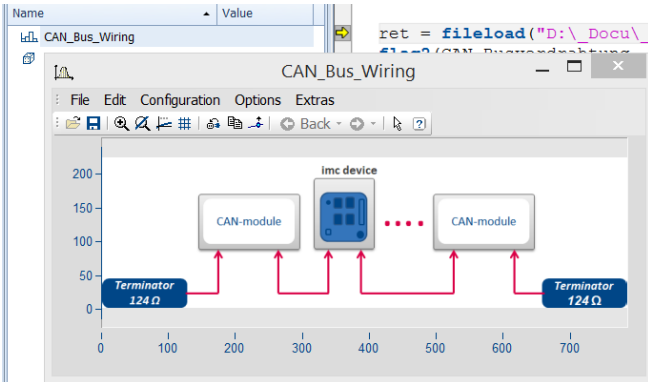 Name
Value
CAN_Bus_Wiring
ret = fileload("D:\_Docu\_
CAN_Bus_Wiring
File Edit Configuration Options Extras
Back
imc device
CAN-module
CAN-module
Terminator
124 Ω
Terminator
124 Ω
200
150
100
50
0
0 100 200 300 400 500 600 700